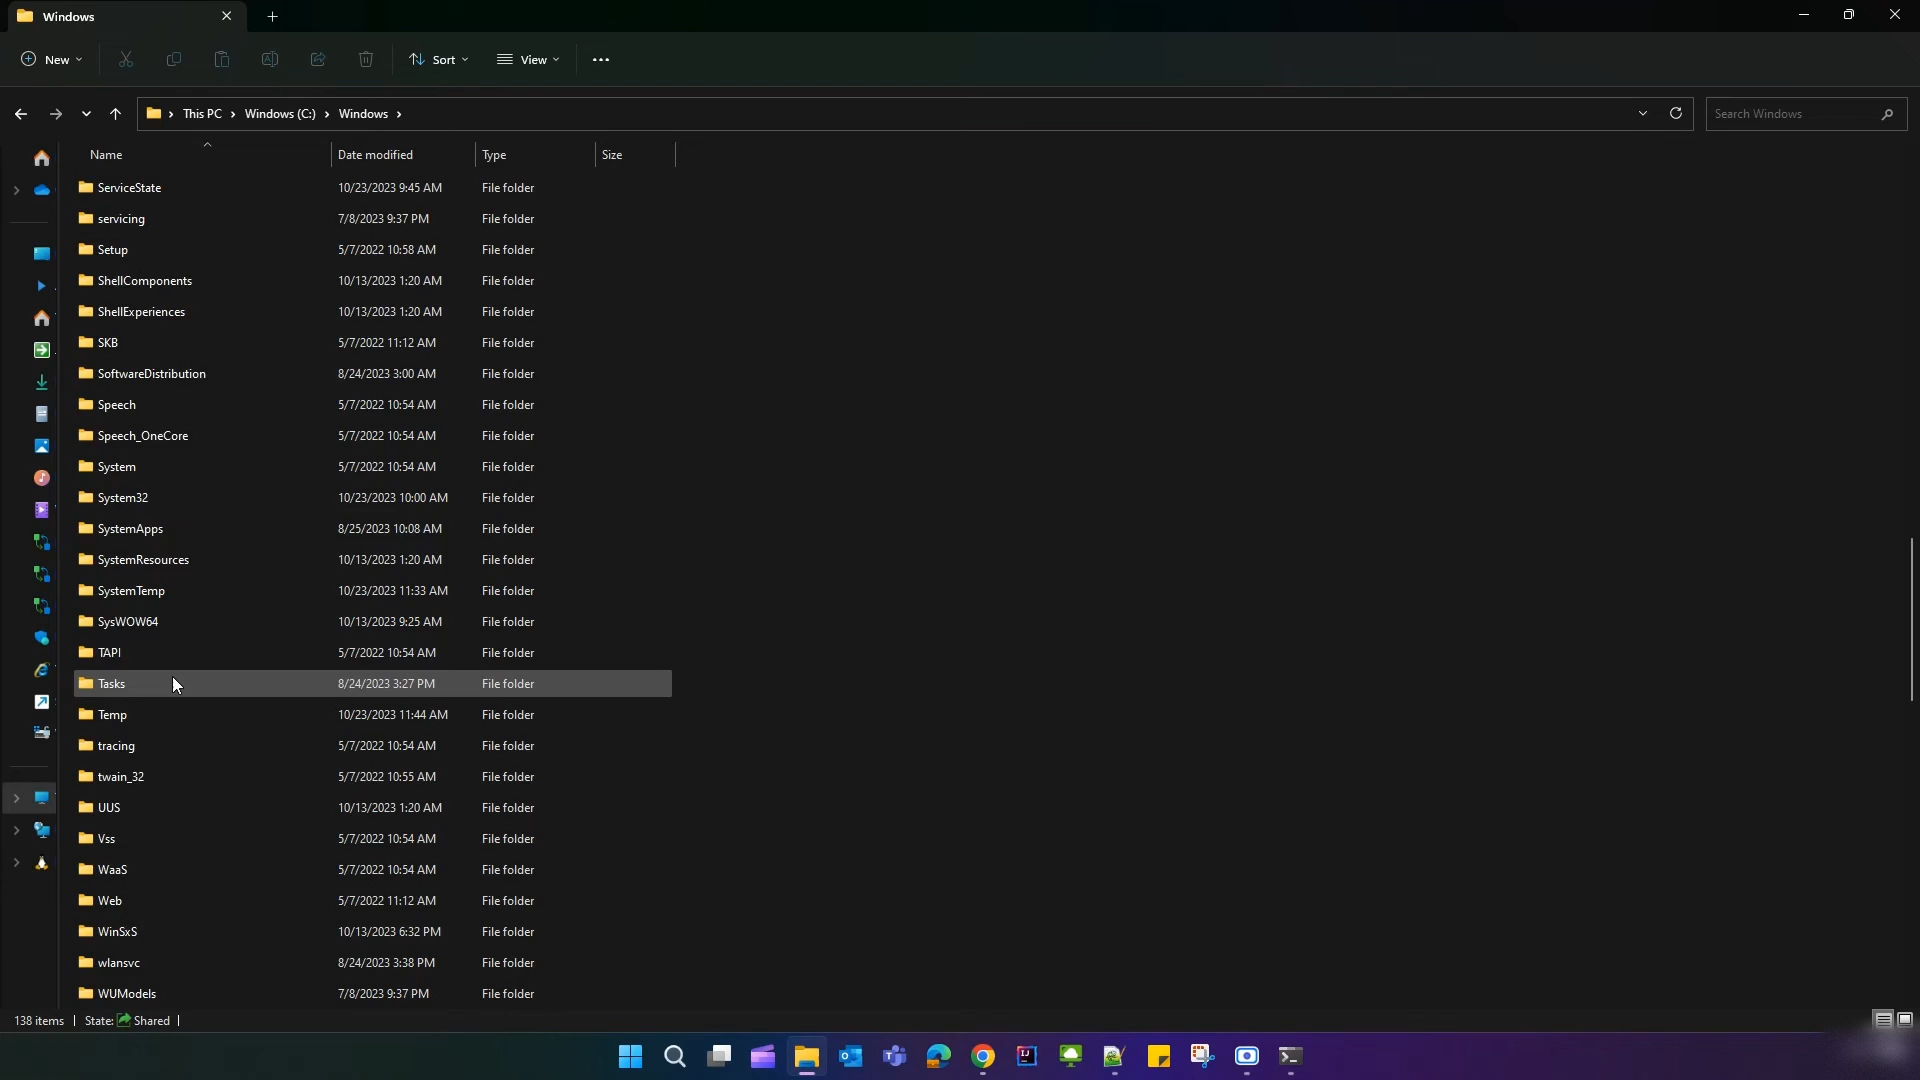 Windows
New Sort View
This PC Windows (C:) Windows Search Windows
Name Date modified Type Size
ServiceState 10/23/2023 9:45 AM File folder
servicing 7/8/2023 9:37 PM File folder
Setup 5/7/2022 10:58 AM File folder
ShellComponents 10/13/2023 1:20 AM File folder
ShellExperiences 10/13/2023 1:20 AM File folder
SKB 5/7/2022 11:12 AM File folder
SoftwareDistribution 8/24/2023 3:00 AM File folder
Speech 5/7/2022 10:54 AM File folder
Speech_OneCore 5/7/2022 10:54 AM File folder
System 5/7/2022 10:54 AM File folder
System32 10/23/2023 10:00 AM File folder
SystemApps 8/25/2023 10:08 AM File folder
SystemResources 10/13/2023 1:20 AM File folder
SystemTemp 10/23/2023 11:33 AM File folder
SysWOW64 10/13/2023 9:25 AM File folder
TAPI 5/7/2022 10:54 AM File folder
Tasks 8/24/2023 3:27 PM File folder
Temp 10/23/2023 11:44 AM File folder
tracing 5/7/2022 10:54 AM File folder
twain_32 5/7/2022 10:55 AM File folder
UUS 10/13/2023 1:20 AM File folder
Vss 5/7/2022 10:54 AM File folder
WaaS 5/7/2022 10:54 AM File folder
Web 5/7/2022 11:12 AM File folder
WinSxS 10/13/2023 6:32 PM File folder
wlansvc 8/24/2023 3:38 PM File folder
WUModels 7/8/2023 9:37 PM File folder
138 items State: Shared